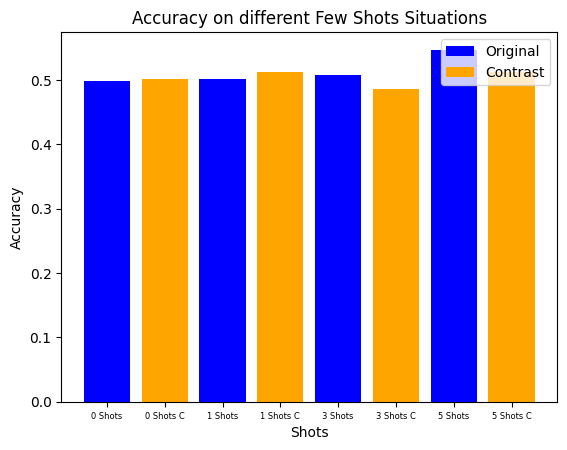 Accuracy on different Few Shots Situations
Original
Contrast
Accuracy
0.5
0.4
0.3
0.2
0.1
0.0
0 Shots
0 Shots C
1 Shots
1 Shots C
3 Shots
3 Shots C
5 Shots
5 Shots C
Shots